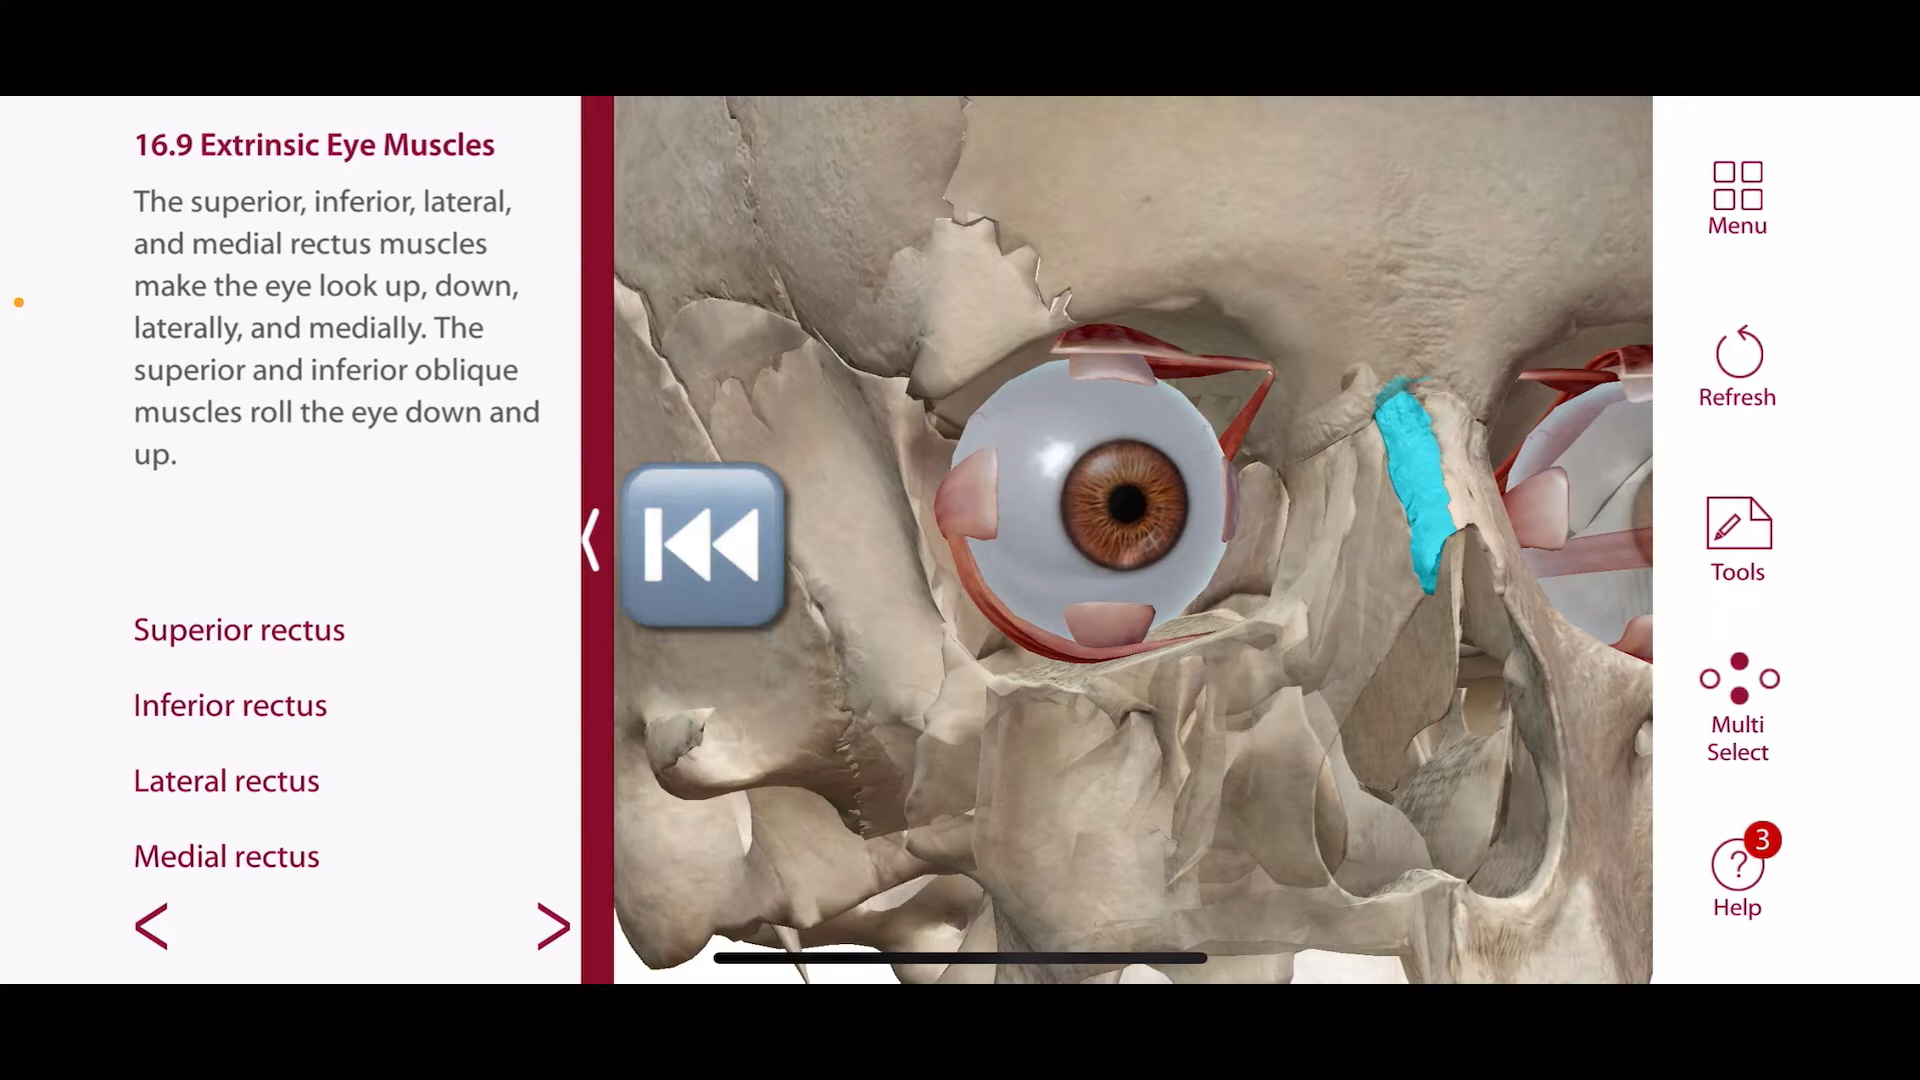 16.9 Extrinsic Eye Muscles
The superior, inferior, lateral,
and medial rectus muscles
make the eye look up, down,
laterally, and medially. The
superior and inferior oblique
muscles roll the eye down and
up.
Superior rectus
Inferior rectus
Lateral rectus
Medial rectus
Menu
Refresh
Tools
Multi
Select
3
Help